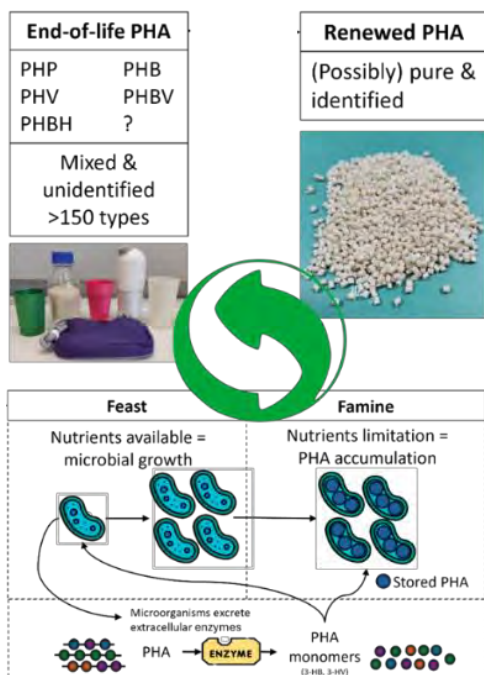 End-of-life PHA
PHP PHB
PHV PHBV
PHBH ?
Mixed &
unidentified
>150 types
Renewed PHA
(Possibly) pure &
identified
Feast
Famine
Nutrients available =
microbial growth
Nutrients limitation =
PHA accumulation
Stored PHA
Microorganisms excrete
extracellular enzymes
PHA
ENZYME
PHA
monomers
(3-HB, 3-HV)